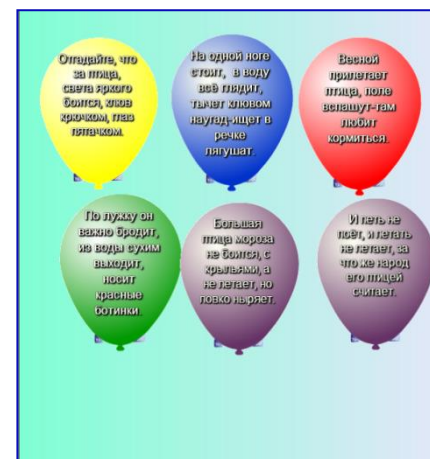 Отгадайте, что
за птица,
света яркого
боится, клюв
крючком, глаз
пятачком.
На одной ноге
стоит, в воду
всё глядит,
тычет клювом
наугад-ищет в
речке
лягушат.
Весной
прилетает
птица, поле
вспашут-там
любит
кормиться.
По лужку он
важно бродит,
из воды сухим
выходит,
носит
красные
ботинки.
Большая
птица мороза
не боится, с
крыльями, а
не летает, но
ловко ныряет.
И петь не
поёт, и летать
не летает, за
что же народ
его птицей
считает.